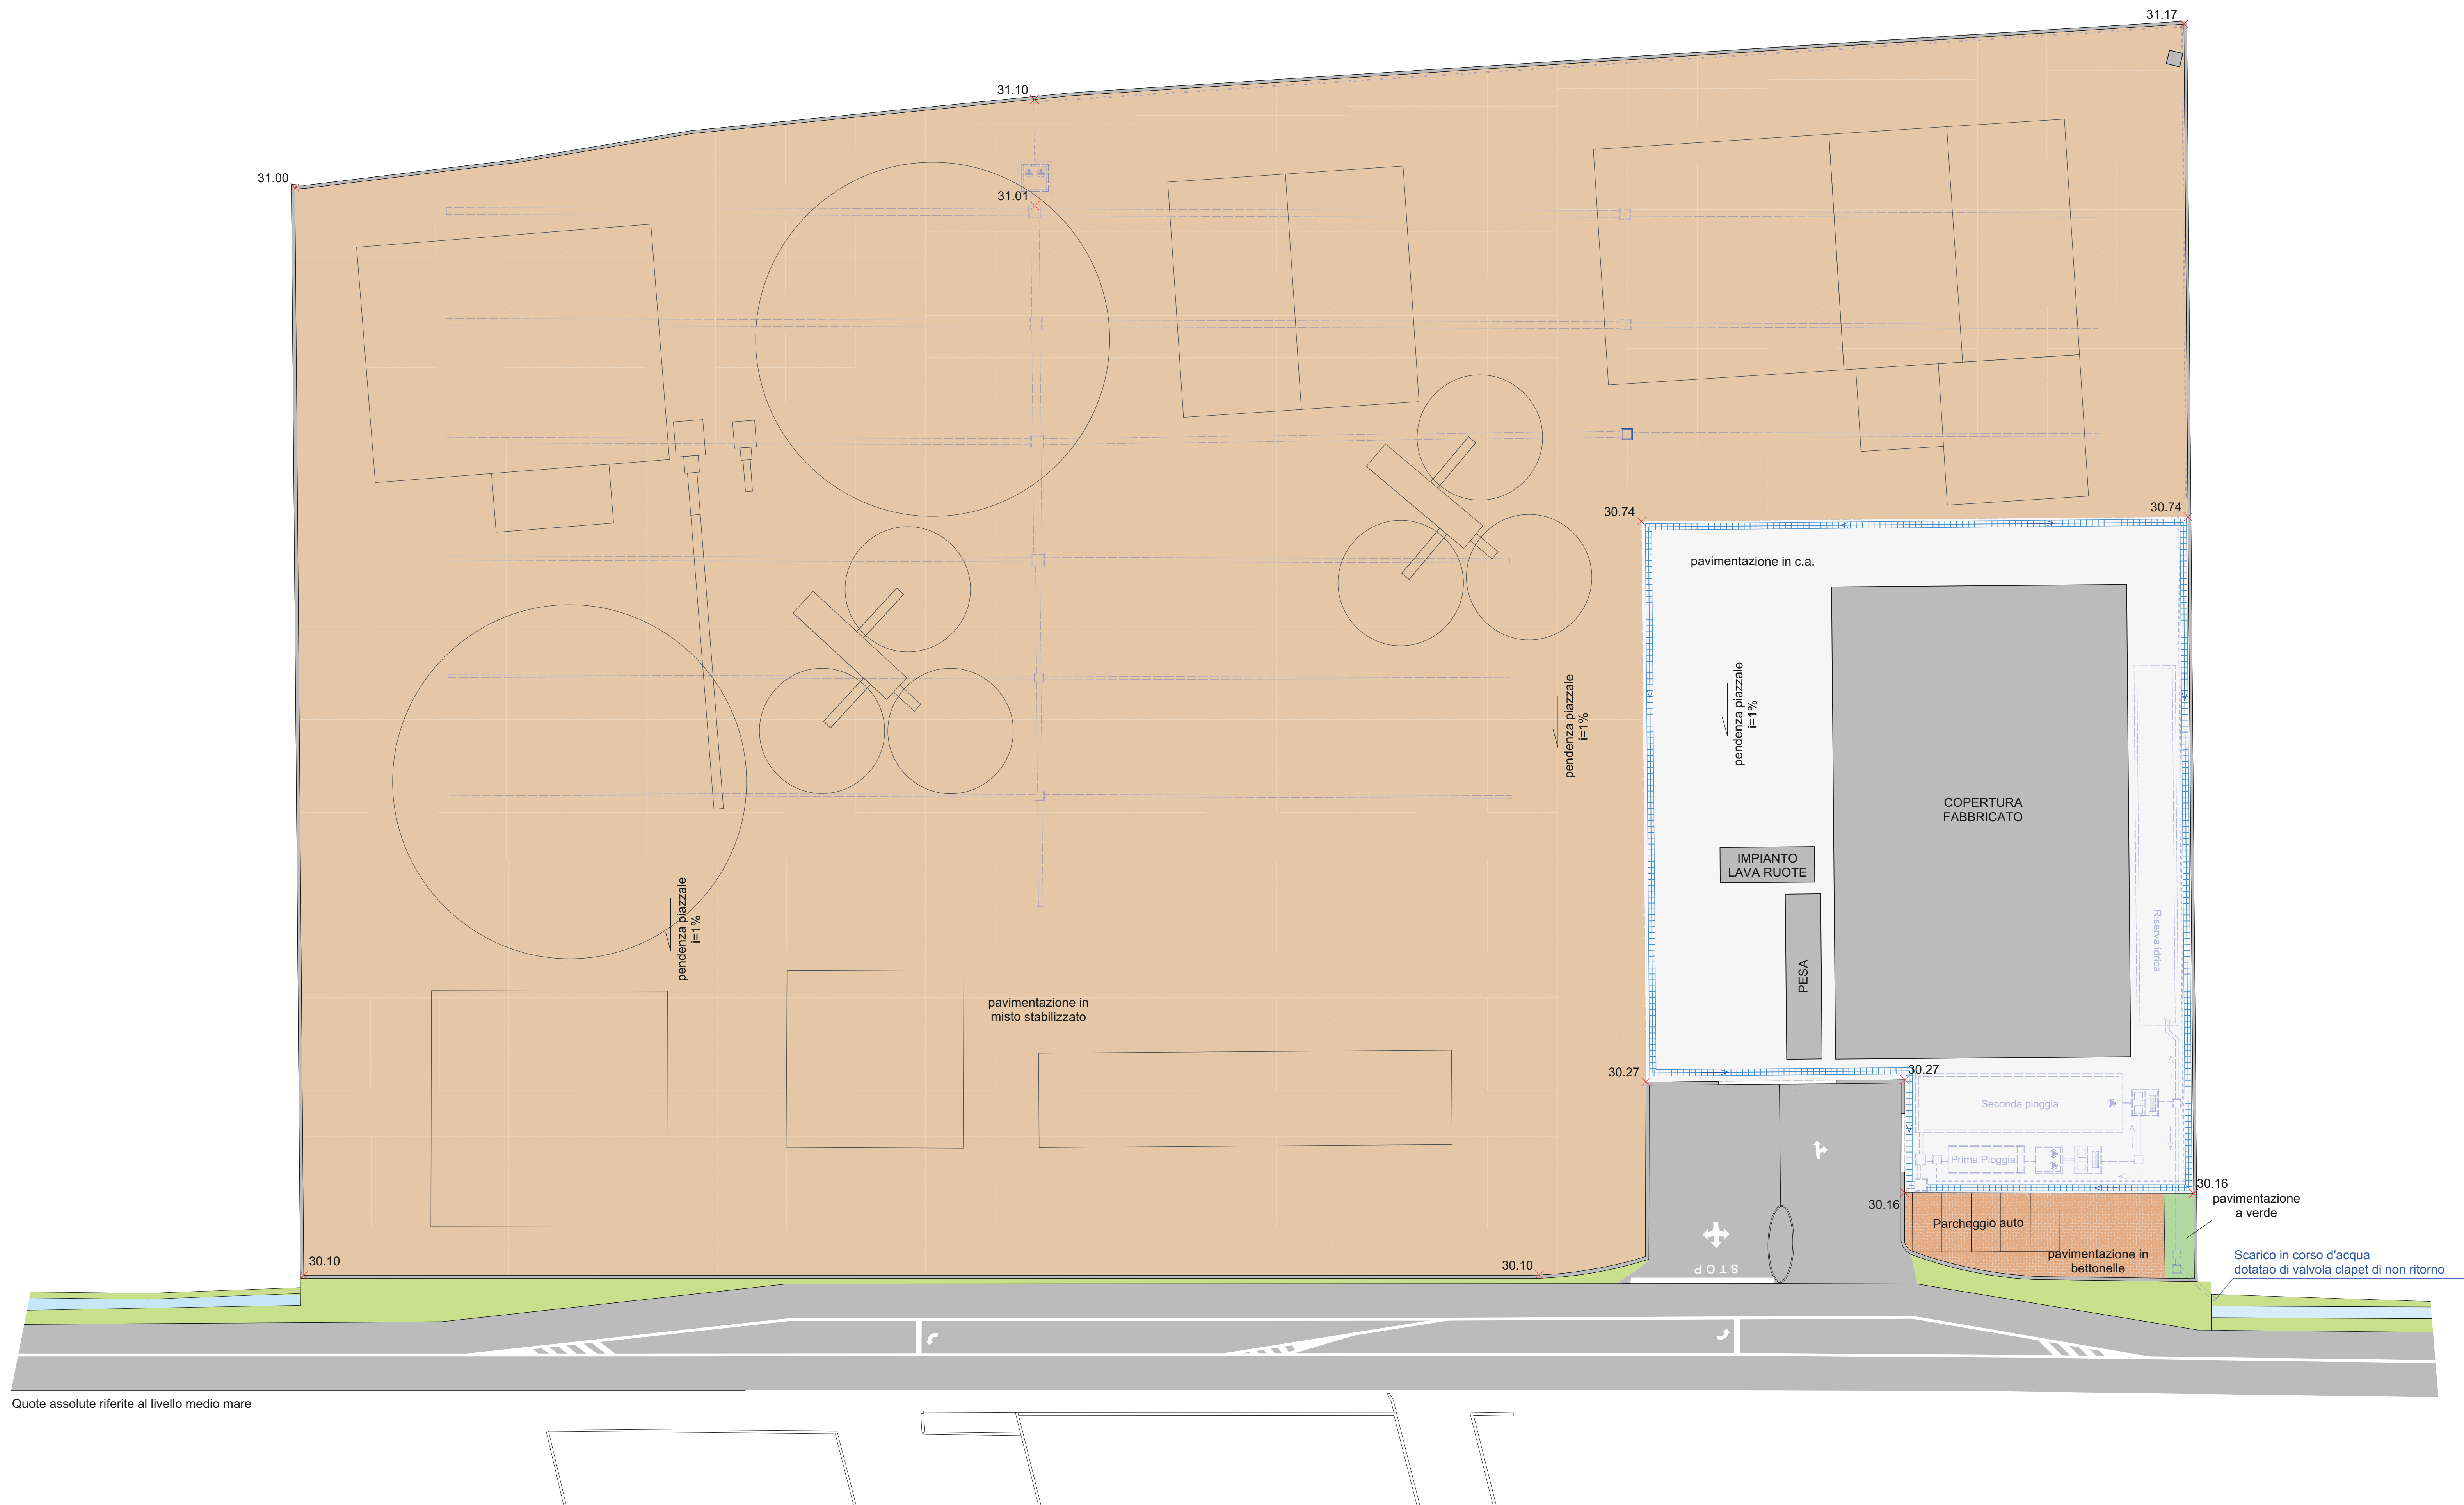 31.17
31.10
31.00
31.01
30.74
30.74
pavimentazione in c.a.
pendenza piazzale
i=1%
pendenza piazzale
i=1%
COPERTURA
FABBRICATO
IMPIANTO
LAVA RUOTE
pendenza piazzale
i=1%
Riserva idrica
PESA
pavimentazione in
misto stabilizzato
30.27
30.27
Seconda pioggia
Prima Pioggia
30.16
30.16
pavimentazione
a verde
Parcheggio auto
pavimentazione in
bettonelle
Scarico in corso d'acqua
dotatao di valvola clapet di non ritorno
30.10
30.10
STOP
Quote assolute riferite al livello medio mare